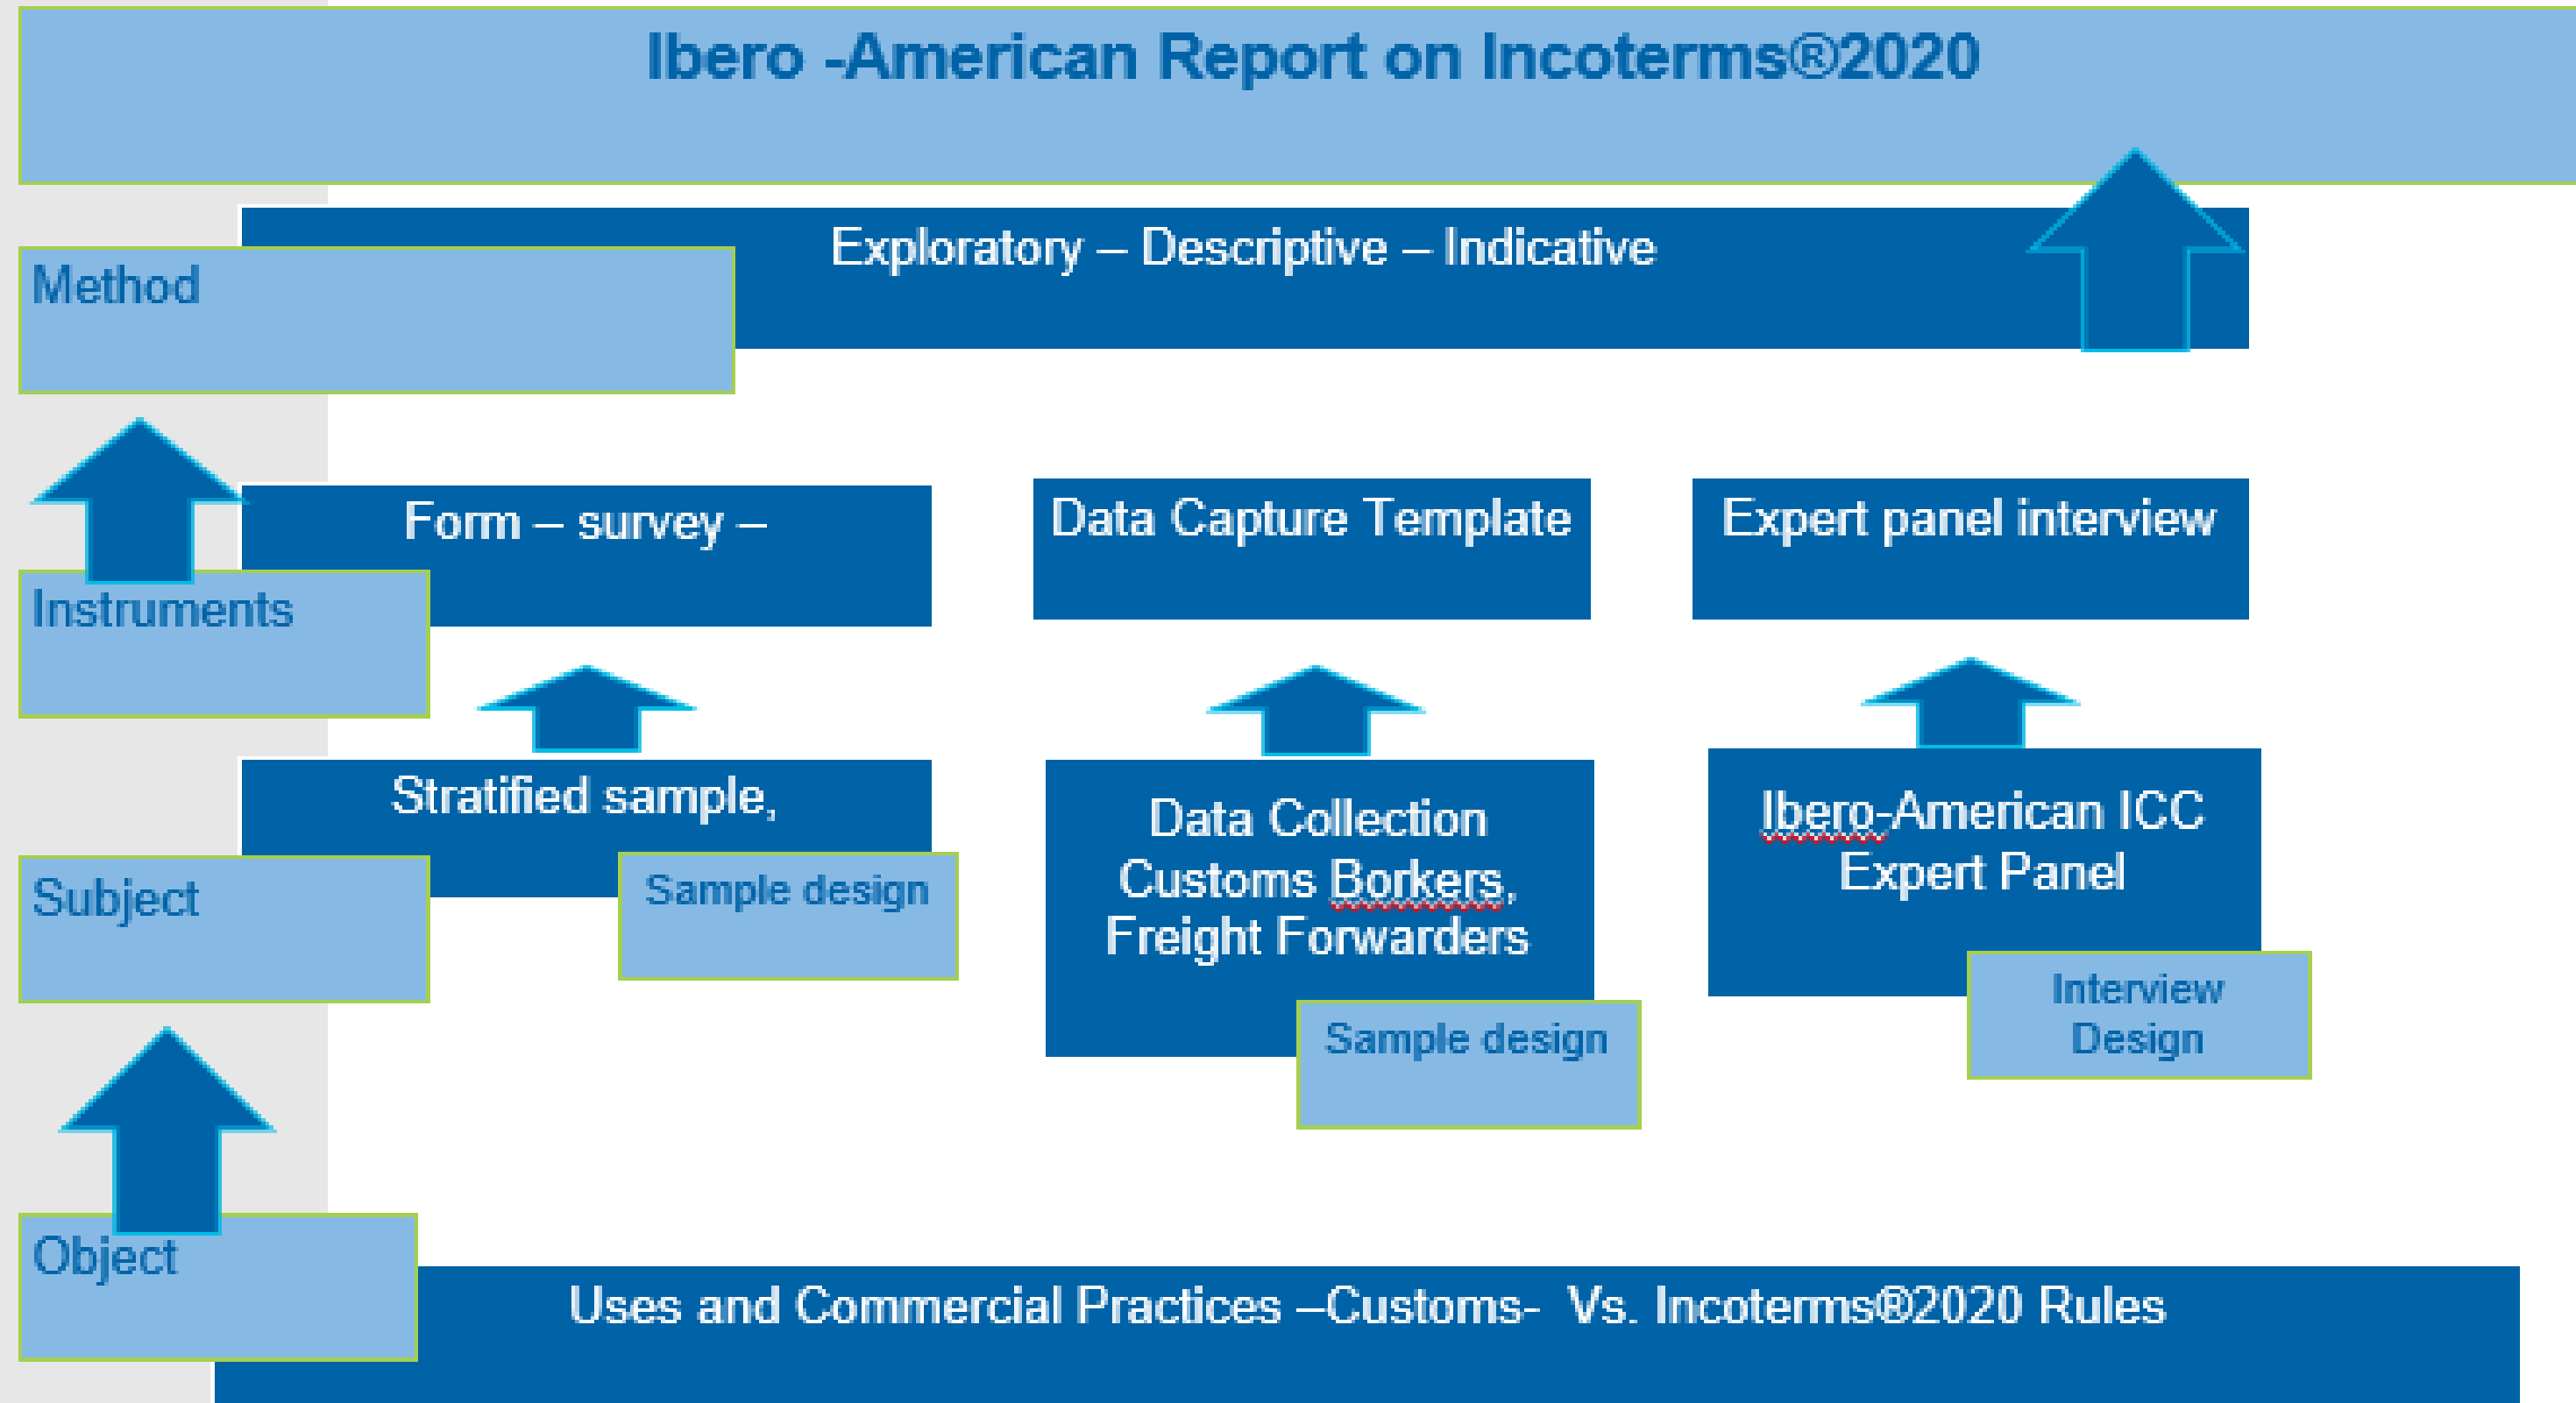 Ibero -American Report on Incoterms®2020
Exploratory – Descriptive – Indicative
Method
Form – survey –
Data Capture Template
Expert panel interview
Instruments
Stratified sample,
Sample design
Subject
Data Collection
Customs Borkers,
Freight Forwarders
Sample design
Ibero-American ICC
Expert Panel
Interview
Design
Object
Uses and Commercial Practices –Customs-  Vs. Incoterms®2020 Rules